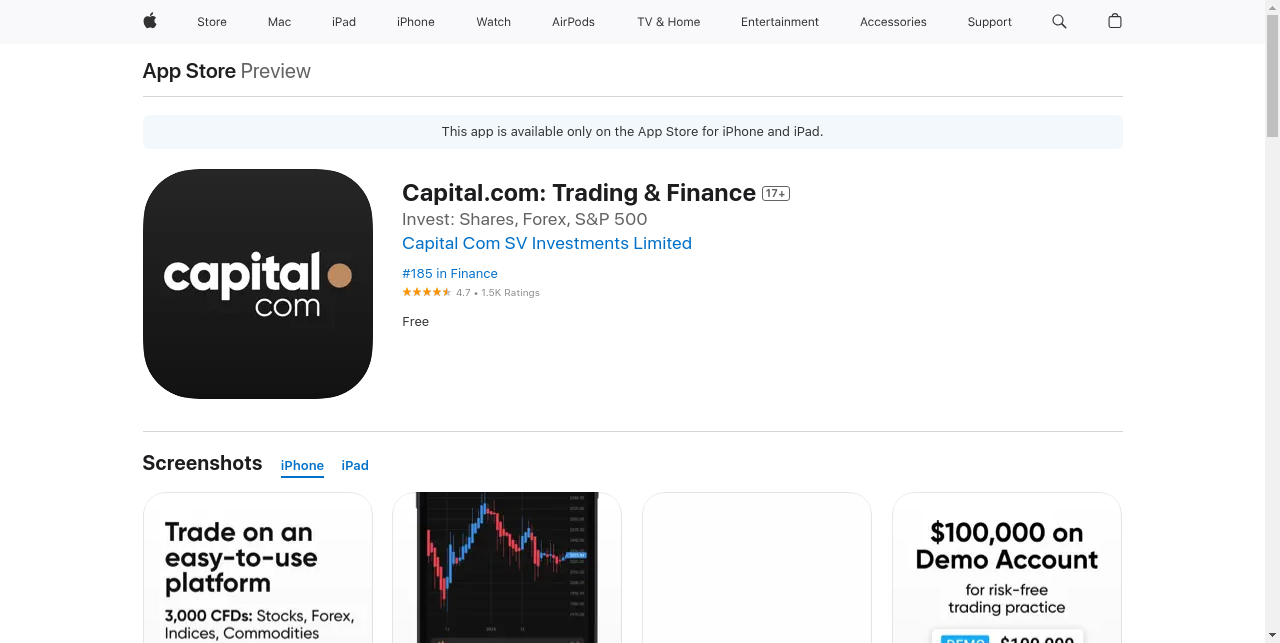 Store Mac iPad iPhone Watch AirPods TV & Home Entertainment Accessories Support
App Store Preview
This app is available only on the App Store for iPhone and iPad.
capital
com
Capital.com: Trading & Finance 17+
Invest: Shares, Forex, S&P 500
Capital Com SV Investments Limited
#185 in Finance
4.7 • 1.5K Ratings
Free
Screenshots iPhone iPad
Trade on an
easy-to-use
platform
3,000 CFDs: Stocks, Forex,
Indices, Commodities
$100,000 on
Demo Account
for risk-free
trading practice
DEMO $100,000